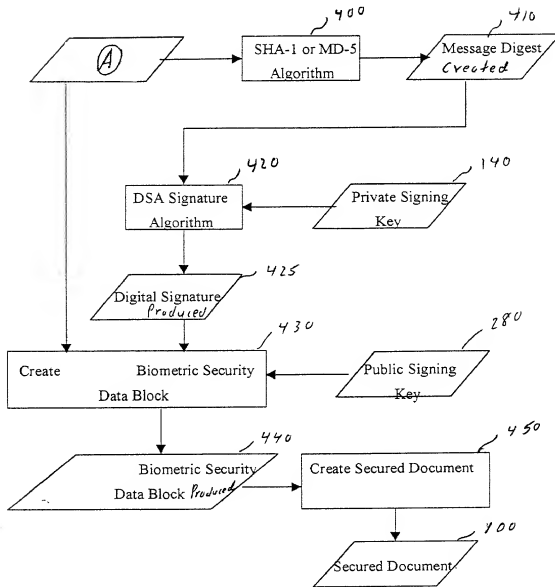 400
410
A
SHA-1 or MD-5
Algorithm
Message Digest
Created
420
140
DSA Signature
Algorithm
Private Signing
Key
425
Digital Signature
Produced
430
280
Create Biometric Security
Data Block
Public Signing
Key
440
450
Biometric Security
Data Block Produced
Create Secured Document
Secured Document